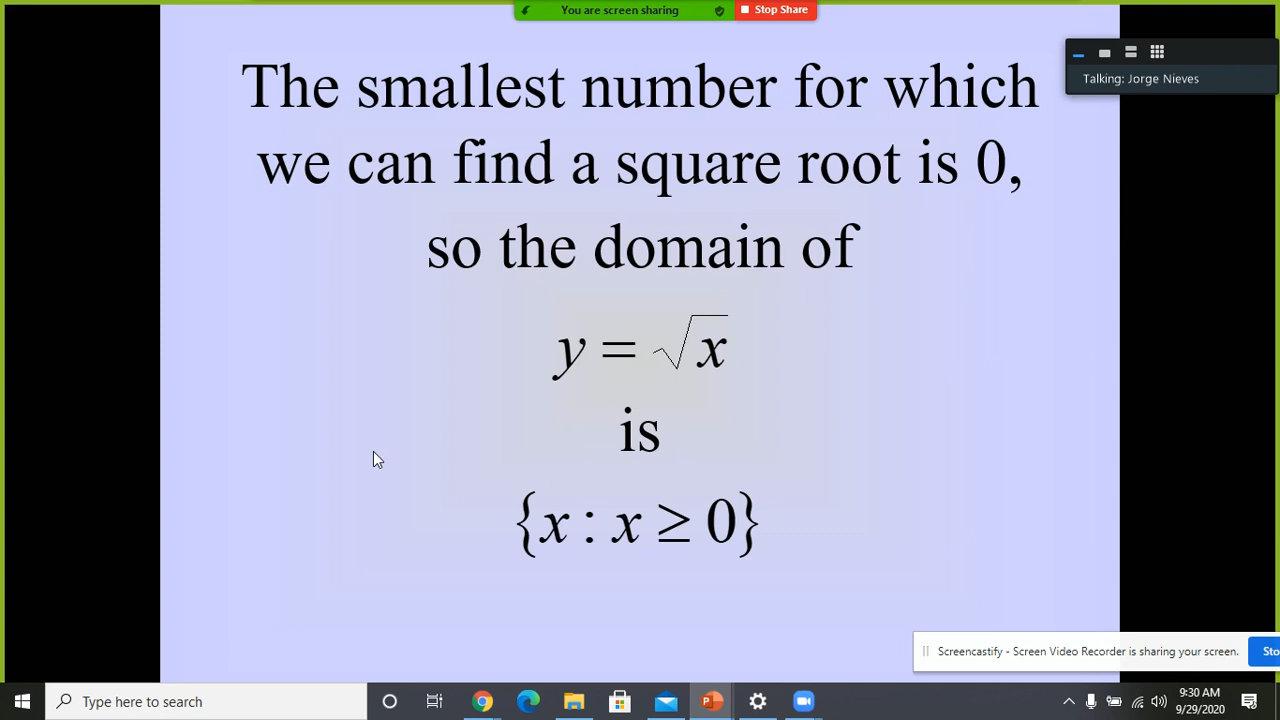 You are screen sharing
Stop Share
Talking: Jorge Nieves
The smallest number for which
we can find a square root is 0,
so the domain of
y = √x
is
{x : x ≥ 0}
Screencastify - Screen Video Recorder is sharing your screen.
Sto
Type here to search
9:30 AM
9/29/2020